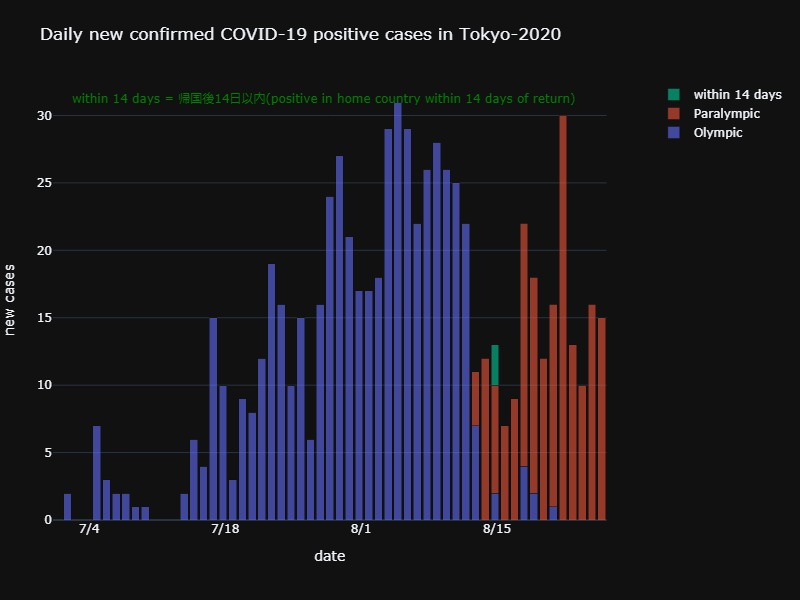 Daily new confirmed COVID-19 positive cases in Tokyo-2020
within 14 days = 帰国後14日以内(positive in home country within 14 days of return)
within 14 days
Paralympic
Olympic
30
25
20
15
10
5
0
new cases
7/4 7/18 8/1 8/15
date